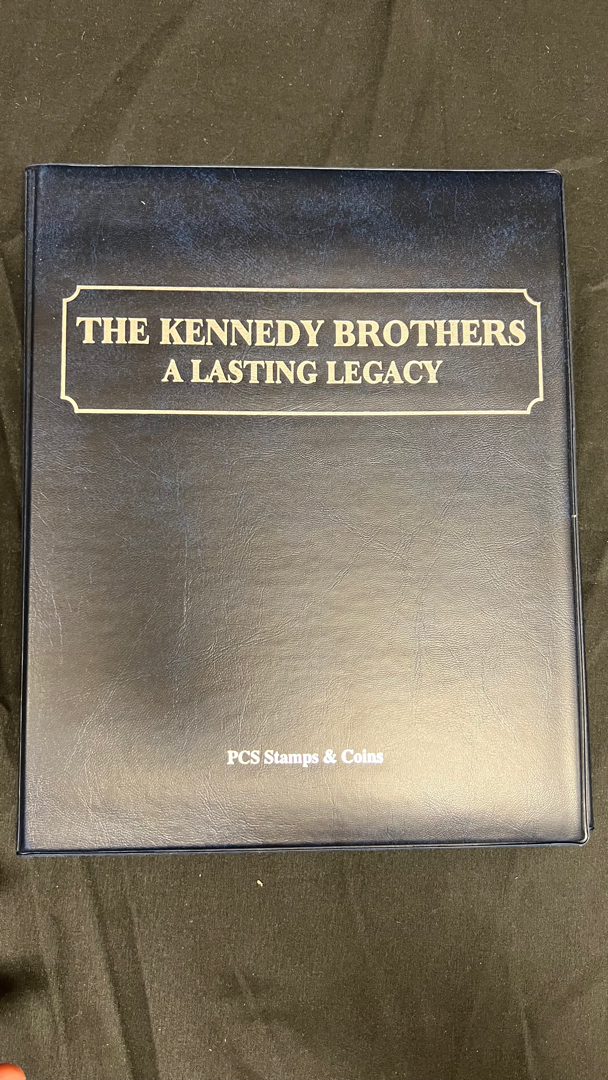 THE KENNEDY BROTHERS
A LASTING LEGACY
PCS Stamps & Coins